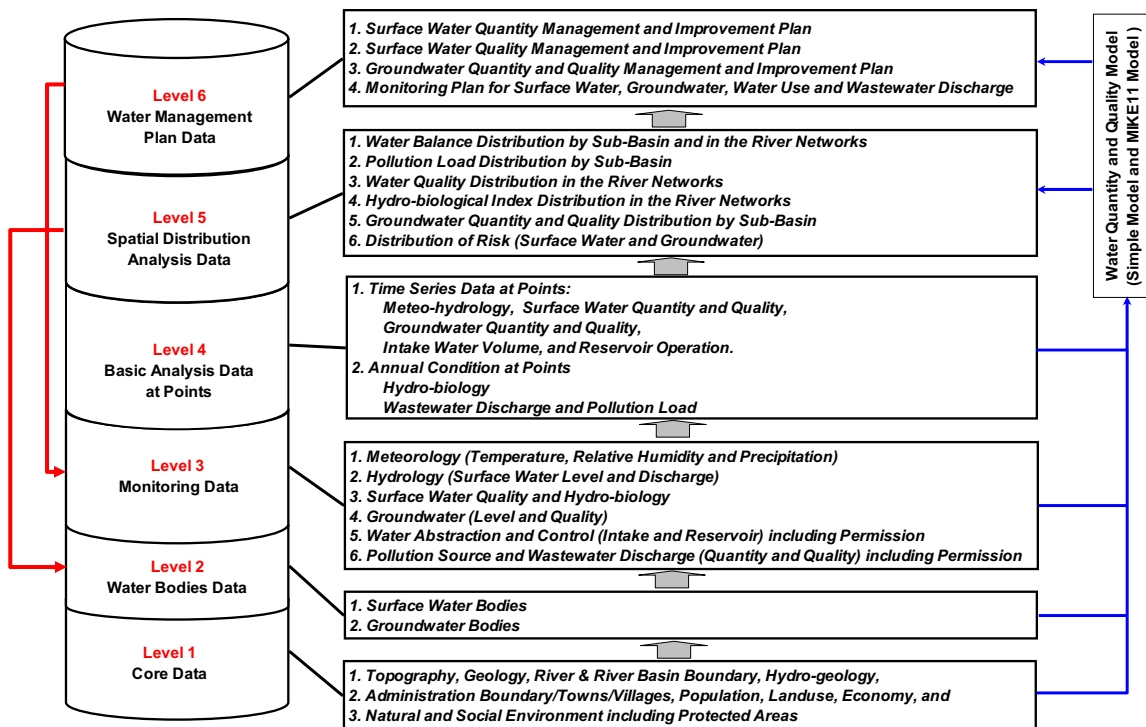 Level 6
Water Management
Plan Data
Level 5
Spatial Distribution
Analysis Data
Level 4
Basic Analysis Data
at Points
Level 3
Monitoring Data
Level 2
Water Bodies Data
Level 1
Core Data
1. Surface Water Quantity Management and Improvement Plan
2. Surface Water Quality Management and Improvement Plan
3. Groundwater Quantity and Quality Management and Improvement Plan
4. Monitoring Plan for Surface Water, Groundwater, Water Use and Wastewater Discharge
1. Water Balance Distribution by Sub-Basin and in the River Networks
2. Pollution Load Distribution by Sub-Basin
3. Water Quality Distribution in the River Networks
4. Hydro-biological Index Distribution in the River Networks
5. Groundwater Quantity and Quality Distribution by Sub-Basin
6. Distribution of Risk (Surface Water and Groundwater)
1. Time Series Data at Points:
Meteo-hydrology, Surface Water Quantity and Quality,
Groundwater Quantity and Quality,
Intake Water Volume, and Reservoir Operation.
2. Annual Condition at Points
Hydro-biology
Wastewater Discharge and Pollution Load
1. Meteorology (Temperature, Relative Humidity and Precipitation)
2. Hydrology (Surface Water Level and Discharge)
3. Surface Water Quality and Hydro-biology
4. Groundwater (Level and Quality)
5. Water Abstraction and Control (Intake and Reservoir) including Permission
6. Pollution Source and Wastewater Discharge (Quantity and Quality) including Permission
1. Surface Water Bodies
2. Groundwater Bodies
1. Topography, Geology, River & River Basin Boundary, Hydro-geology,
2. Administration Boundary/Towns/Villages, Population, Landuse, Economy, and
3. Natural and Social Environment including Protected Areas
Water Quantity and Quality Model
(Simple Model and MIKE11 Model )